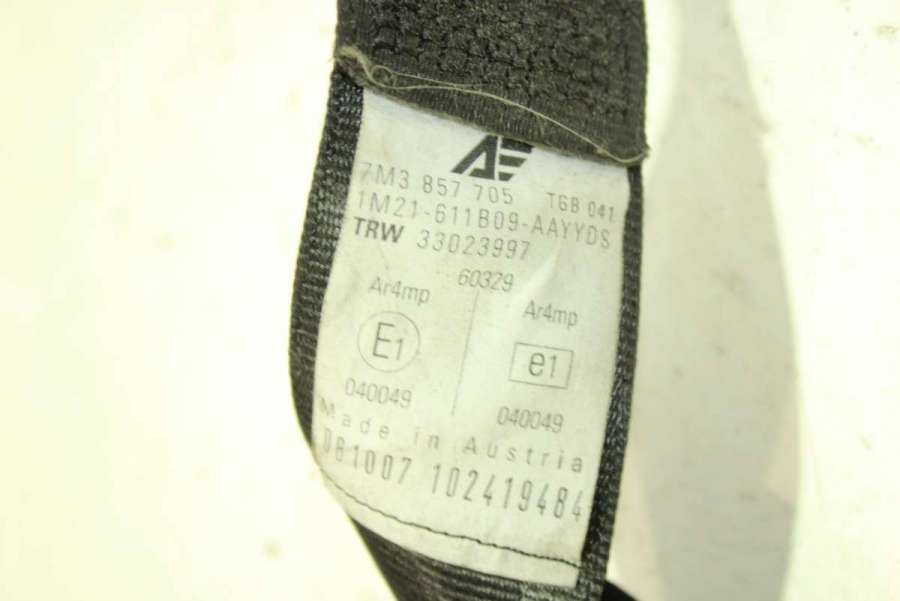 AE
7M3 857 705 TGB 041
1M21-611B09-AAYYDS
TRW 33023997
60329
Ar4mp Ar4mp
E1 e1
040049 040049
Made in Austria
081007 102419484